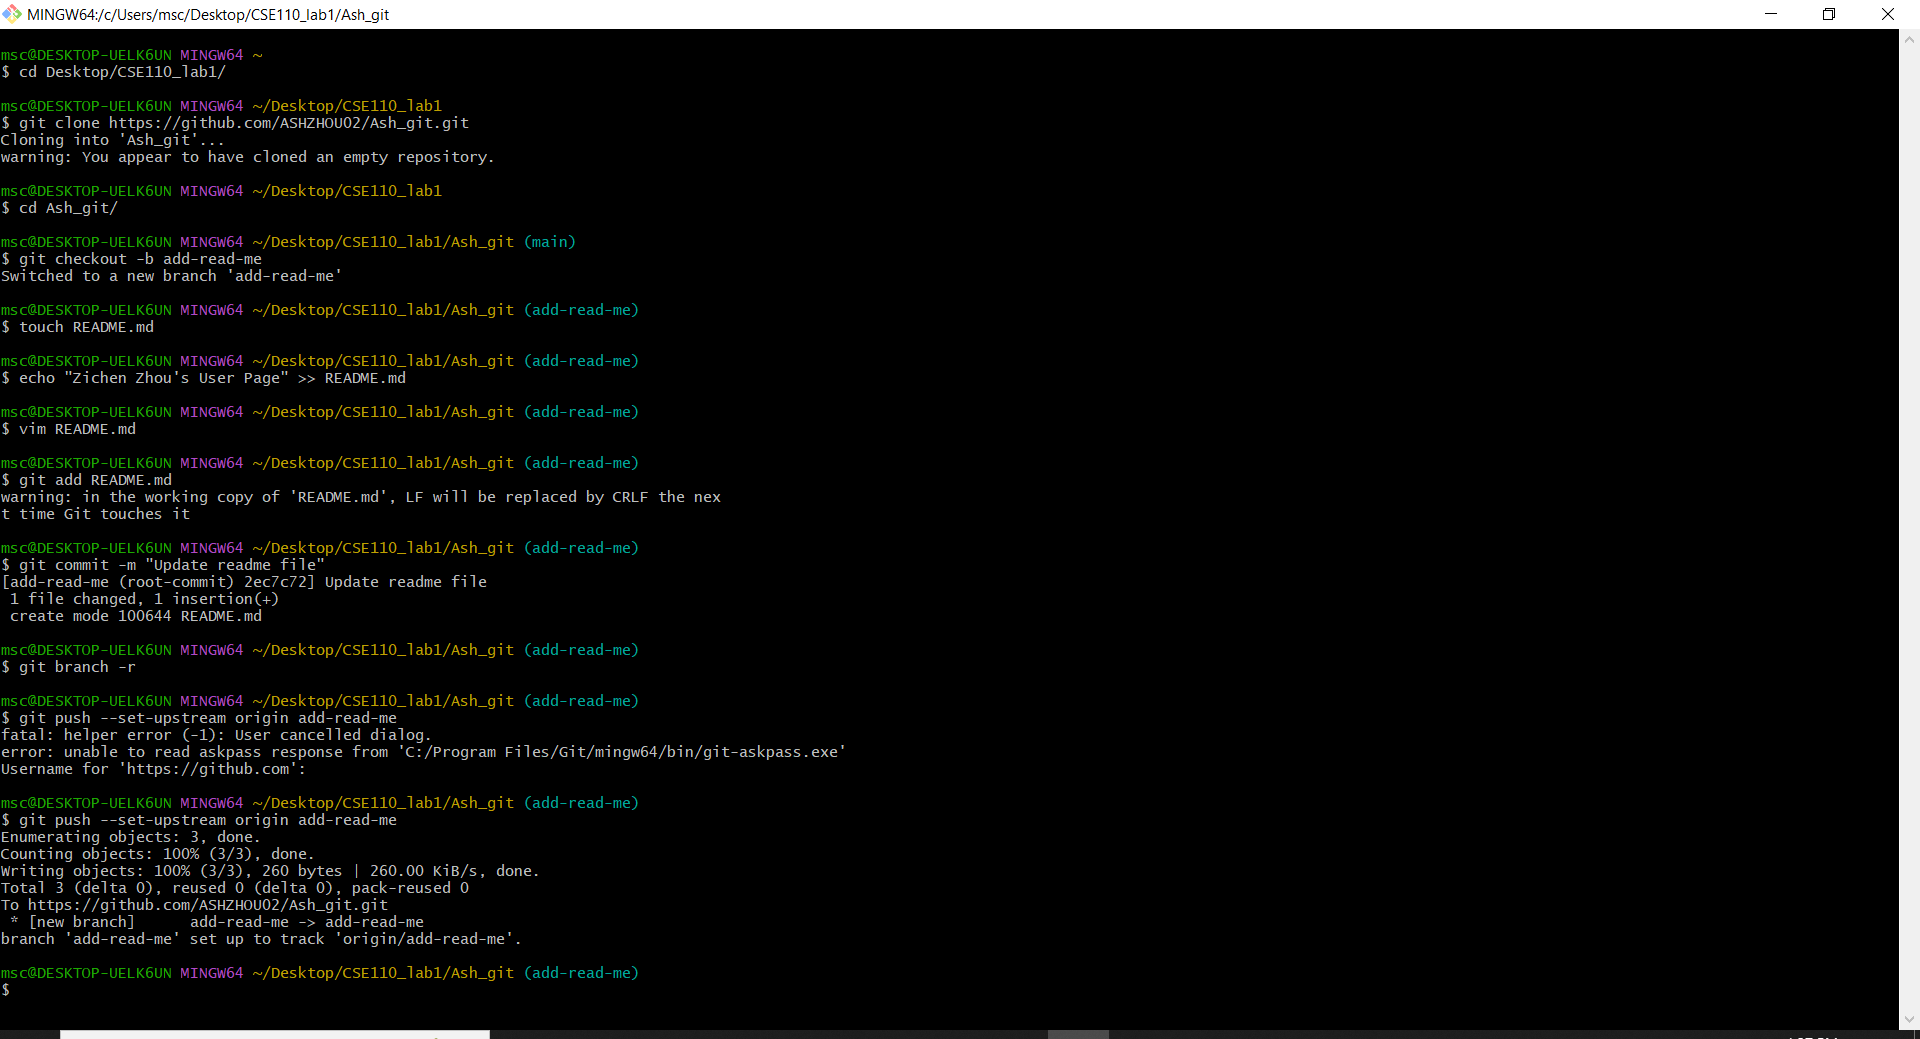 MINGW64:/c/Users/msc/Desktop/CSE110_lab1/Ash_git
msc@DESKTOP-UELK6UN MINGW64 ~
$ cd Desktop/CSE110_lab1/
msc@DESKTOP-UELK6UN MINGW64 ~/Desktop/CSE110_lab1
$ git clone https://github.com/ASHZHOU02/Ash_git.git
Cloning into 'Ash_git'...
warning: You appear to have cloned an empty repository.
msc@DESKTOP-UELK6UN MINGW64 ~/Desktop/CSE110_lab1
$ cd Ash_git/
msc@DESKTOP-UELK6UN MINGW64 ~/Desktop/CSE110_lab1/Ash_git (main)
$ git checkout -b add-read-me
Switched to a new branch 'add-read-me'
msc@DESKTOP-UELK6UN MINGW64 ~/Desktop/CSE110_lab1/Ash_git (add-read-me)
$ touch README.md
msc@DESKTOP-UELK6UN MINGW64 ~/Desktop/CSE110_lab1/Ash_git (add-read-me)
$ echo "Zichen Zhou's User Page" >> README.md
msc@DESKTOP-UELK6UN MINGW64 ~/Desktop/CSE110_lab1/Ash_git (add-read-me)
$ vim README.md
msc@DESKTOP-UELK6UN MINGW64 ~/Desktop/CSE110_lab1/Ash_git (add-read-me)
$ git add README.md
warning: in the working copy of 'README.md', LF will be replaced by CRLF the nex
t time Git touches it
msc@DESKTOP-UELK6UN MINGW64 ~/Desktop/CSE110_lab1/Ash_git (add-read-me)
$ git commit -m "Update readme file"
[add-read-me (root-commit) 2ec7c72] Update readme file
 1 file changed, 1 insertion(+)
 create mode 100644 README.md
msc@DESKTOP-UELK6UN MINGW64 ~/Desktop/CSE110_lab1/Ash_git (add-read-me)
$ git branch -r
msc@DESKTOP-UELK6UN MINGW64 ~/Desktop/CSE110_lab1/Ash_git (add-read-me)
$ git push --set-upstream origin add-read-me
fatal: helper error (-1): User cancelled dialog.
error: unable to read askpass response from 'C:/Program Files/Git/mingw64/bin/git-askpass.exe'
Username for 'https://github.com':
msc@DESKTOP-UELK6UN MINGW64 ~/Desktop/CSE110_lab1/Ash_git (add-read-me)
$ git push --set-upstream origin add-read-me
Enumerating objects: 3, done.
Counting objects: 100% (3/3), done.
Writing objects: 100% (3/3), 260 bytes | 260.00 KiB/s, done.
Total 3 (delta 0), reused 0 (delta 0), pack-reused 0
To https://github.com/ASHZHOU02/Ash_git.git
 * [new branch]      add-read-me -> add-read-me
branch 'add-read-me' set up to track 'origin/add-read-me'.
msc@DESKTOP-UELK6UN MINGW64 ~/Desktop/CSE110_lab1/Ash_git (add-read-me)
$